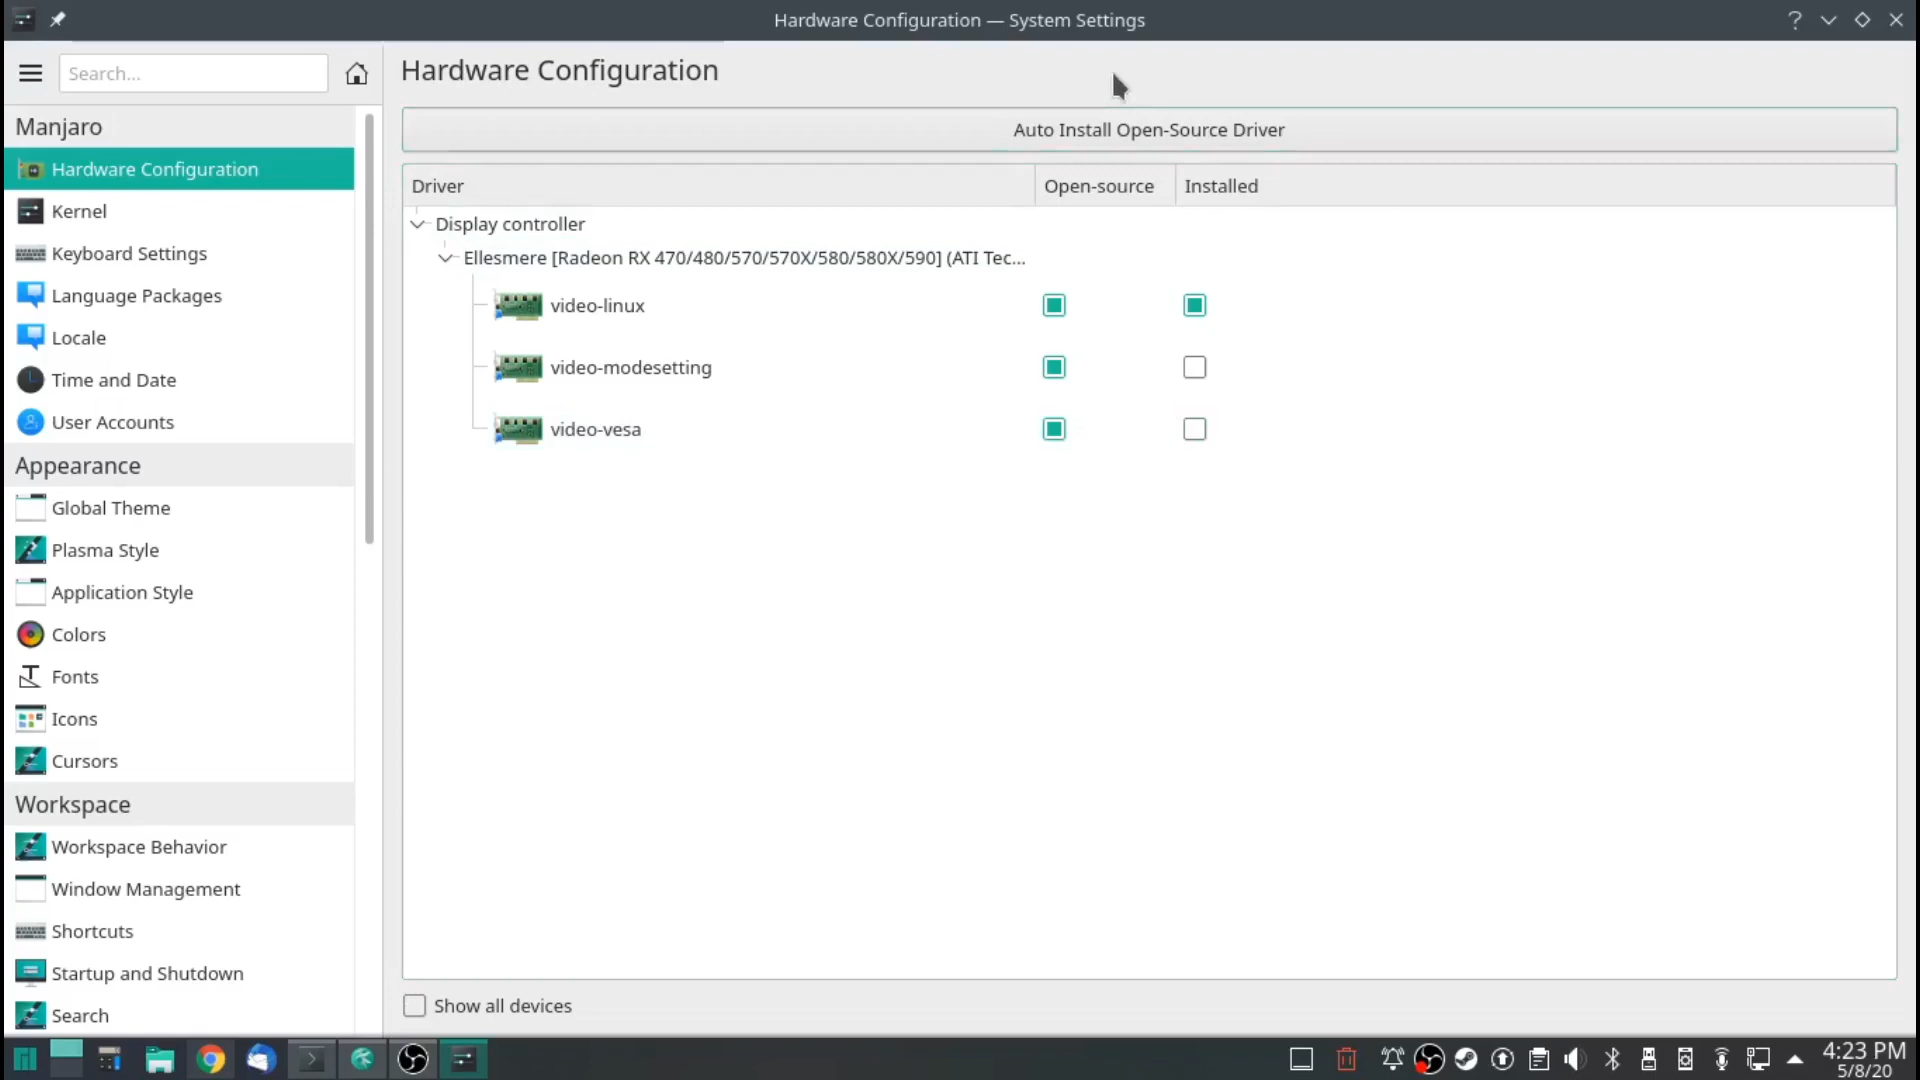 Hardware Configuration — System Settings
Search...
Hardware Configuration
Manjaro
Hardware Configuration
Kernel
Keyboard Settings
Language Packages
Locale
Time and Date
User Accounts
Appearance
Global Theme
Plasma Style
Application Style
Colors
Fonts
Icons
Cursors
Workspace
Workspace Behavior
Window Management
Shortcuts
Startup and Shutdown
Search
Auto Install Open-Source Driver
Driver Open-source Installed
Display controller
Ellesmere [Radeon RX 470/480/570/570X/580/580X/590] (ATI Tec...
video-linux
video-modesetting
video-vesa
Show all devices
4:23 PM
5/8/20